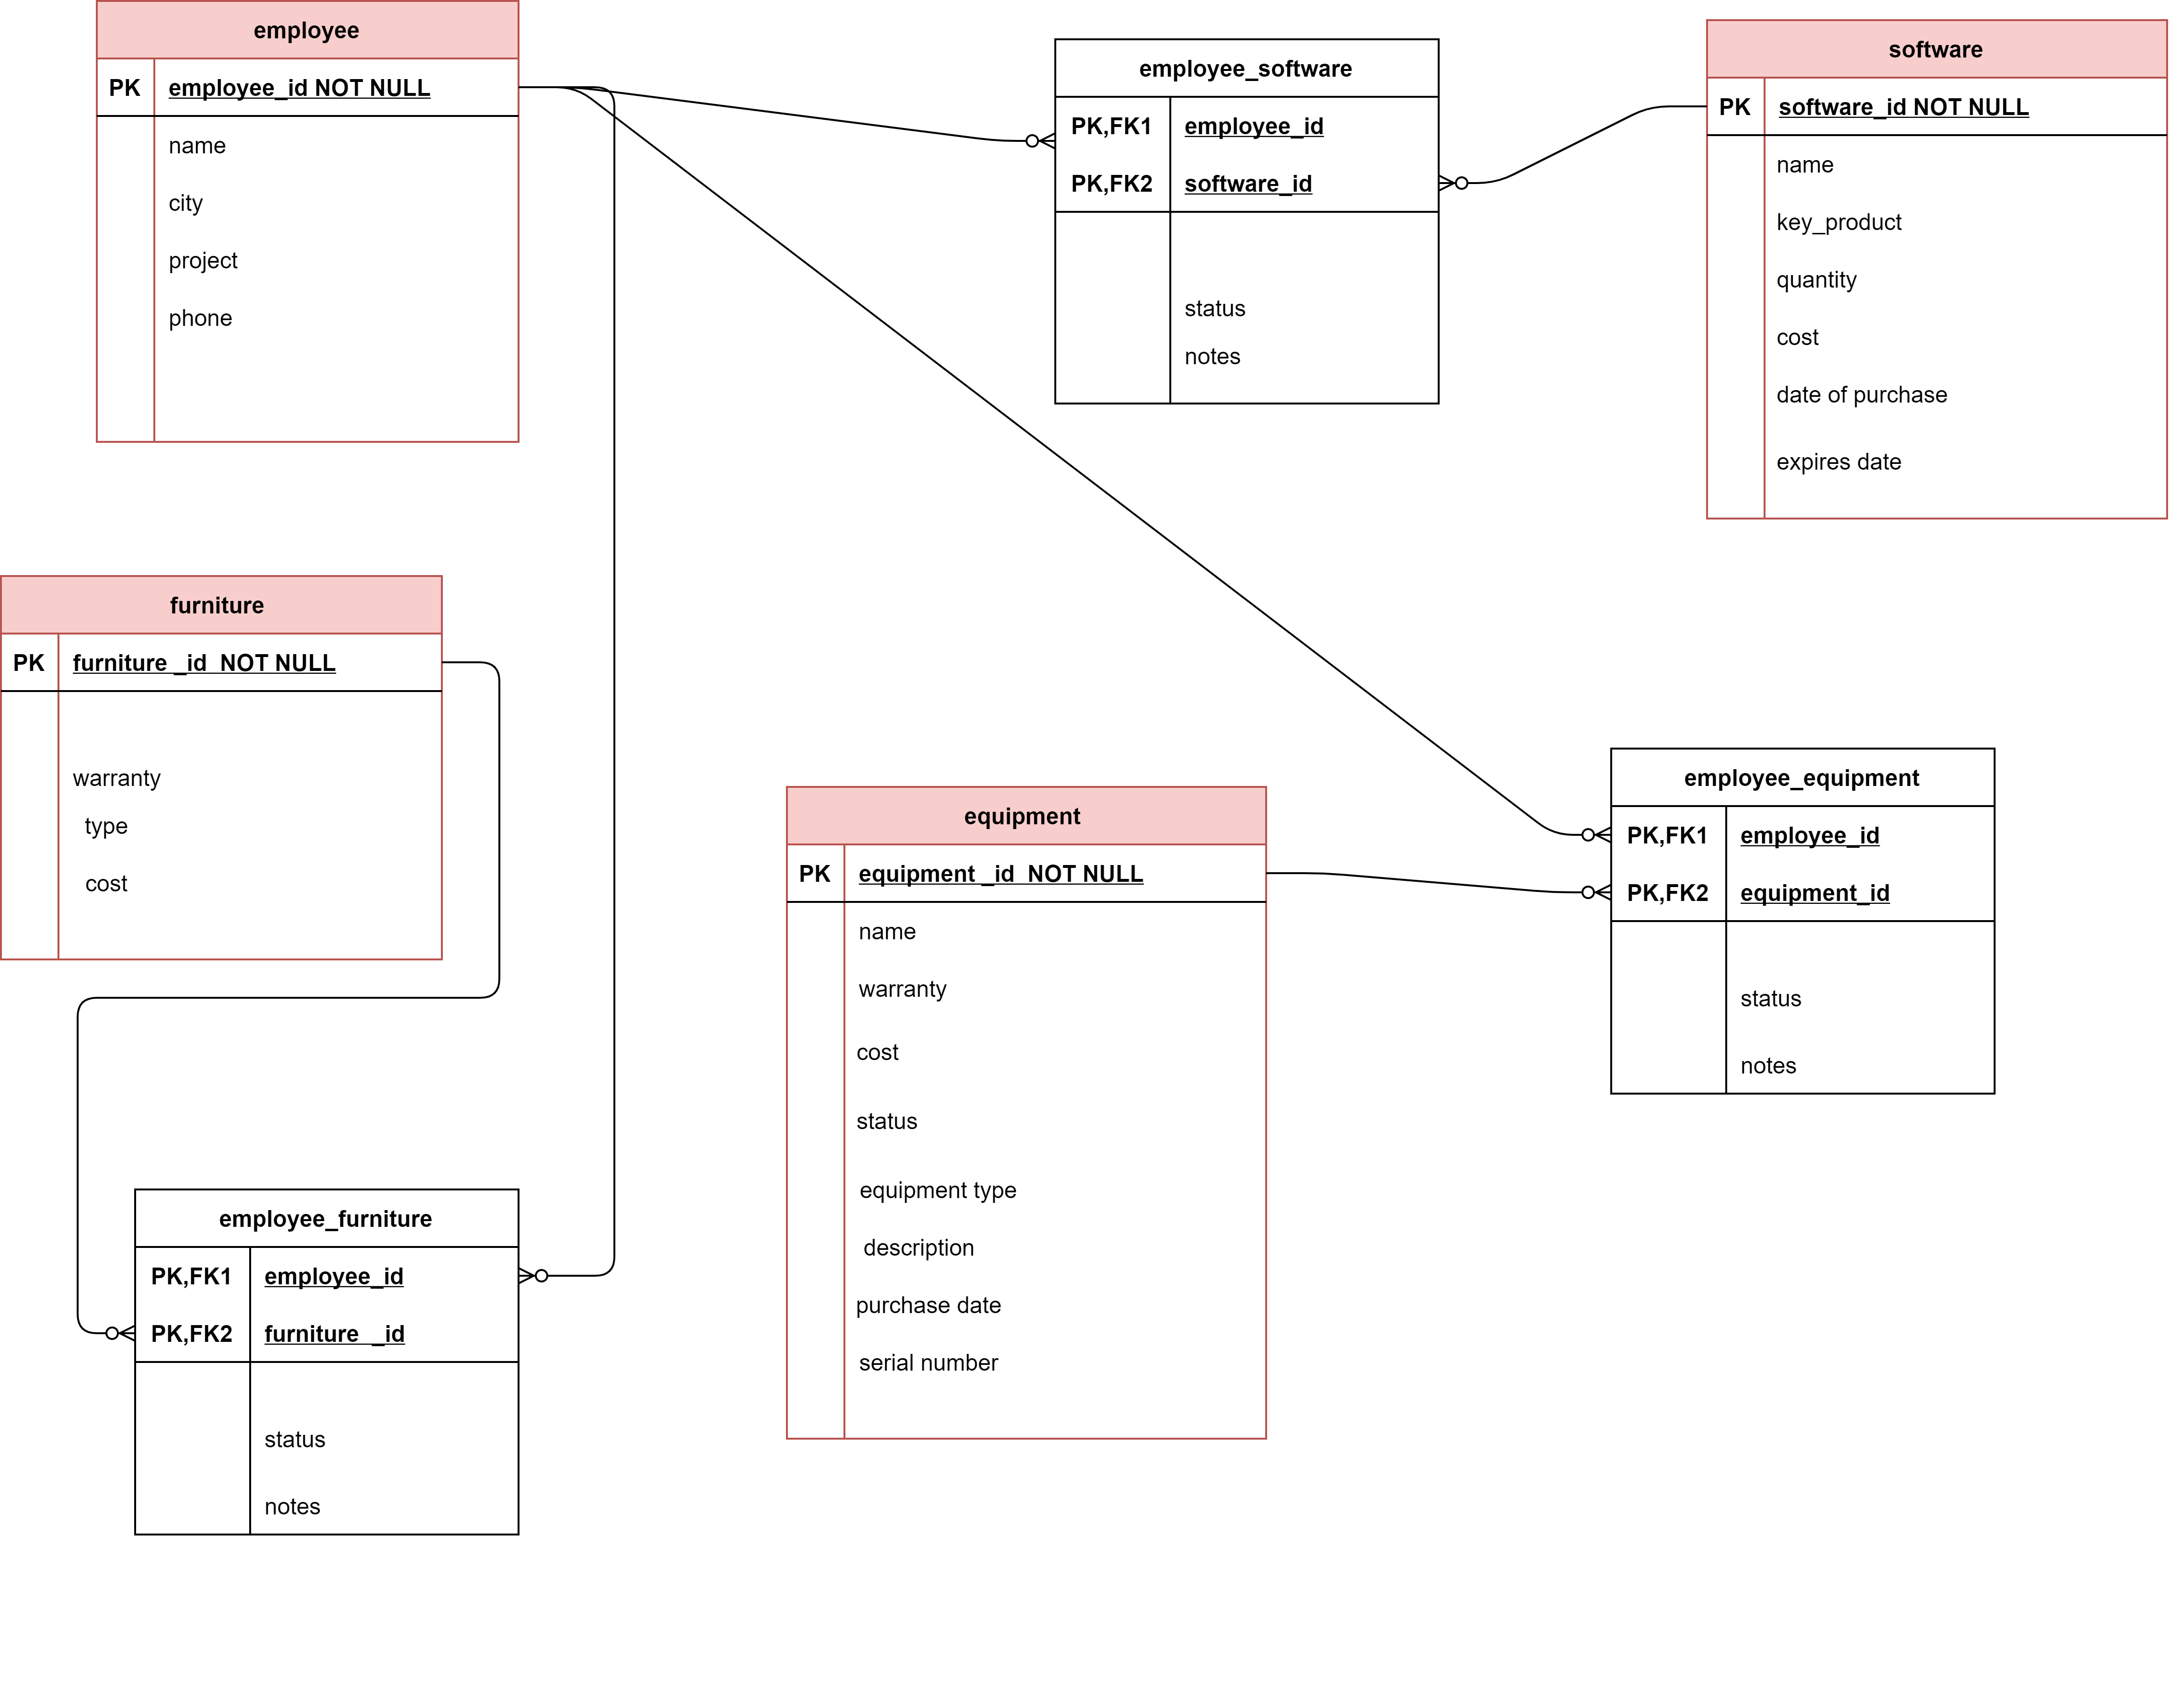 employee
PK employee_id NOT NULL
name
city
project
phone
employee_software
PK,FK1 employee_id
PK,FK2 software_id
status
notes
software
PK software_id NOT NULL
name
key_product
quantity
cost
date of purchase
expires date
furniture
PK furniture _id  NOT NULL
warranty
type
cost
equipment
PK equipment _id  NOT NULL
name
warranty
cost
status
equipment type
description
purchase date
serial number
employee_equipment
PK,FK1 employee_id
PK,FK2 equipment_id
status
notes
employee_furniture
PK,FK1 employee_id
PK,FK2 furniture  _id
status
notes